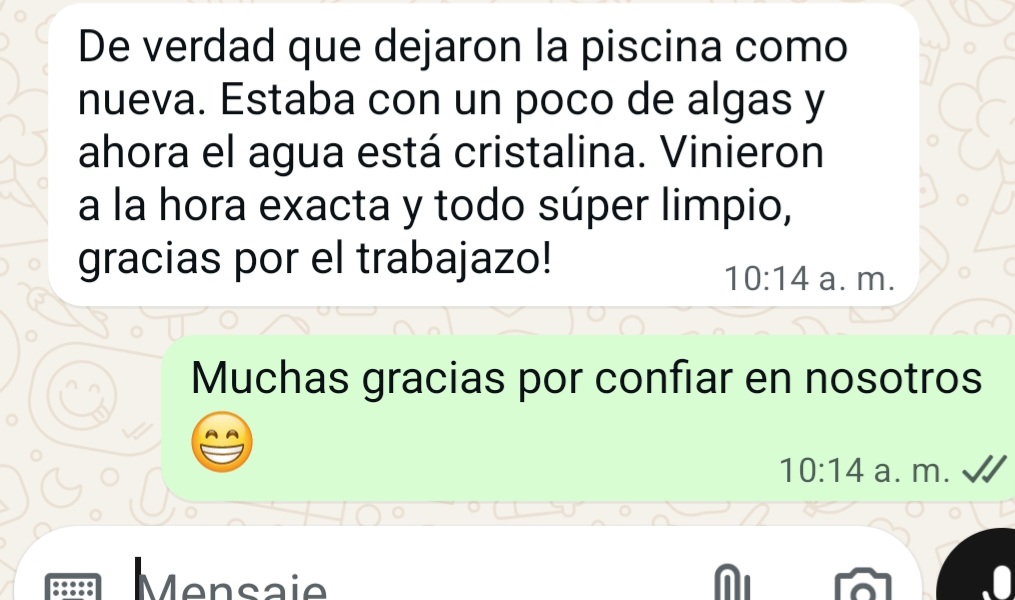 De verdad que dejaron la piscina como
nueva. Estaba con un poco de algas y
ahora el agua está cristalina. Vinieron
a la hora exacta y todo súper limpio,
gracias por el trabajazo!
10:14 a. m.
Muchas gracias por confiar en nosotros
😁
10:14 a. m.
Mensaje